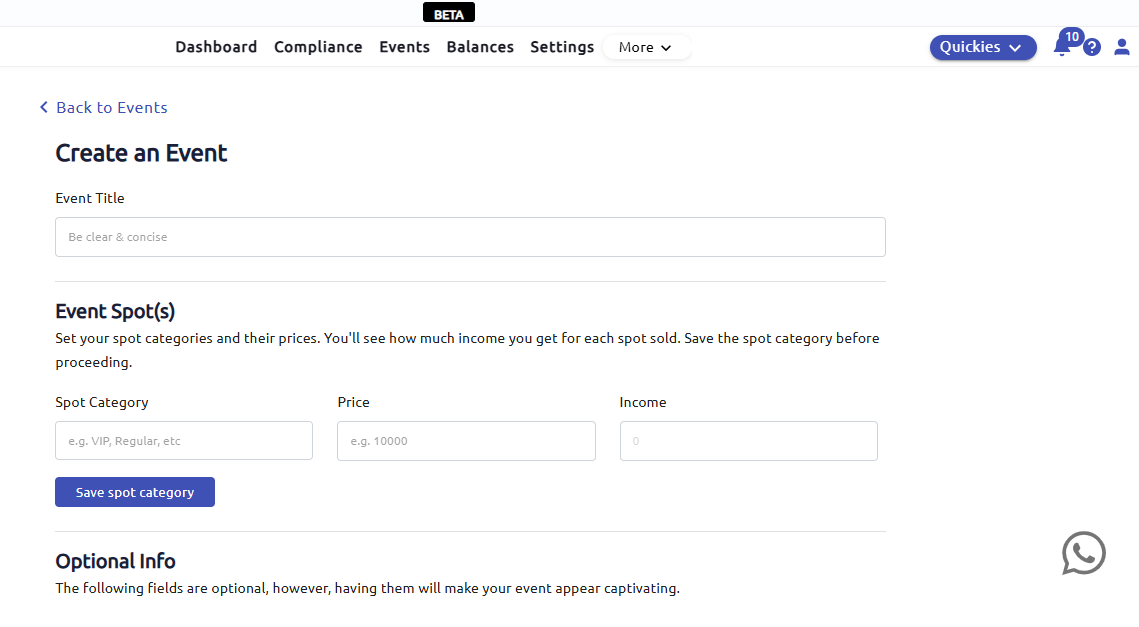 BETA
Dashboard Compliance Events Balances Settings More Quickies 10 ?
Back to Events
Create an Event
Event Title
Be clear & concise
Event Spot(s)
Set your spot categories and their prices. You'll see how much income you get for each spot sold. Save the spot category before
proceeding.
Spot Category Price Income
e.g. VIP, Regular, etc e.g. 10000 0
Save spot category
Optional Info
The following fields are optional, however, having them will make your event appear captivating.